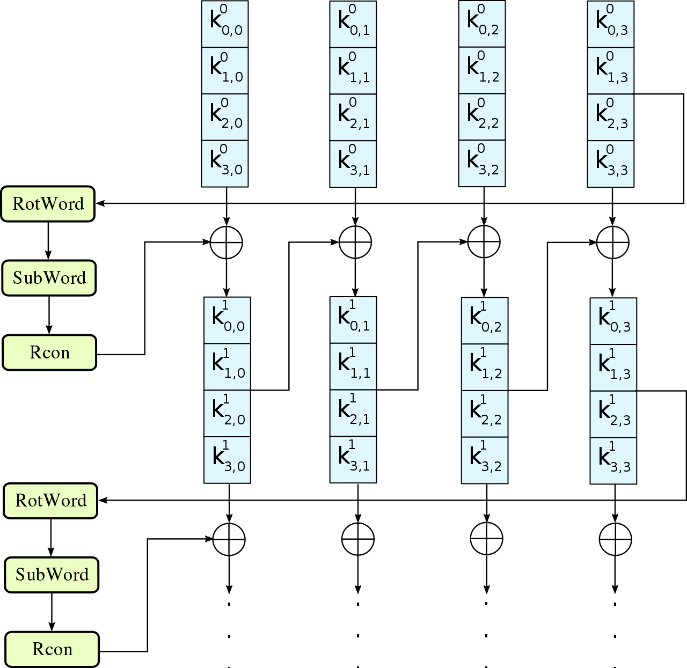 k⁰0,0 k⁰0,1 k⁰0,2 k⁰0,3
k⁰1,0 k⁰1,1 k⁰1,2 k⁰1,3
k⁰2,0 k⁰2,1 k⁰2,2 k⁰2,3
k⁰3,0 k⁰3,1 k⁰3,2 k⁰3,3
RotWord
SubWord
Rcon
k¹0,0 k¹0,1 k¹0,2 k¹0,3
k¹1,0 k¹1,1 k¹1,2 k¹1,3
k¹2,0 k¹2,1 k¹2,2 k¹2,3
k¹3,0 k¹3,1 k¹3,2 k¹3,3
RotWord
SubWord
Rcon